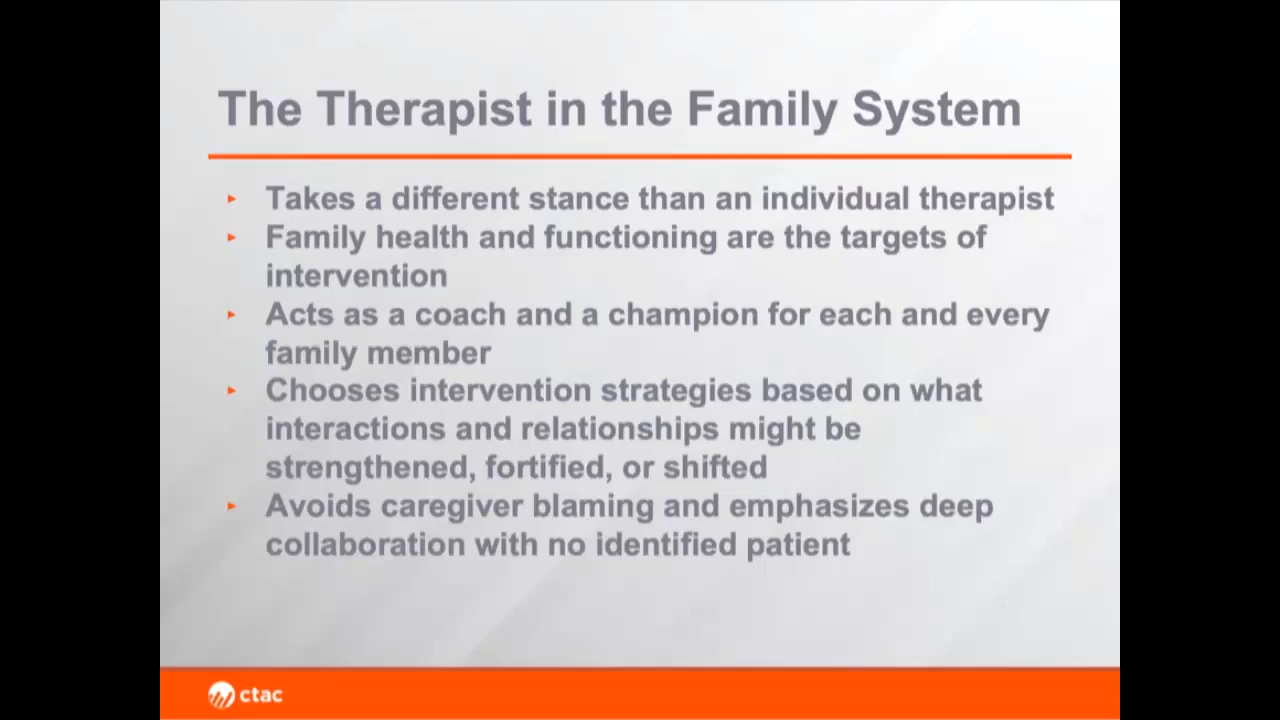 The Therapist in the Family System
Takes a different stance than an individual therapist
Family health and functioning are the targets of
intervention
Acts as a coach and a champion for each and every
family member
Chooses intervention strategies based on what
interactions and relationships might be
strengthened, fortified, or shifted
Avoids caregiver blaming and emphasizes deep
collaboration with no identified patient
ctac